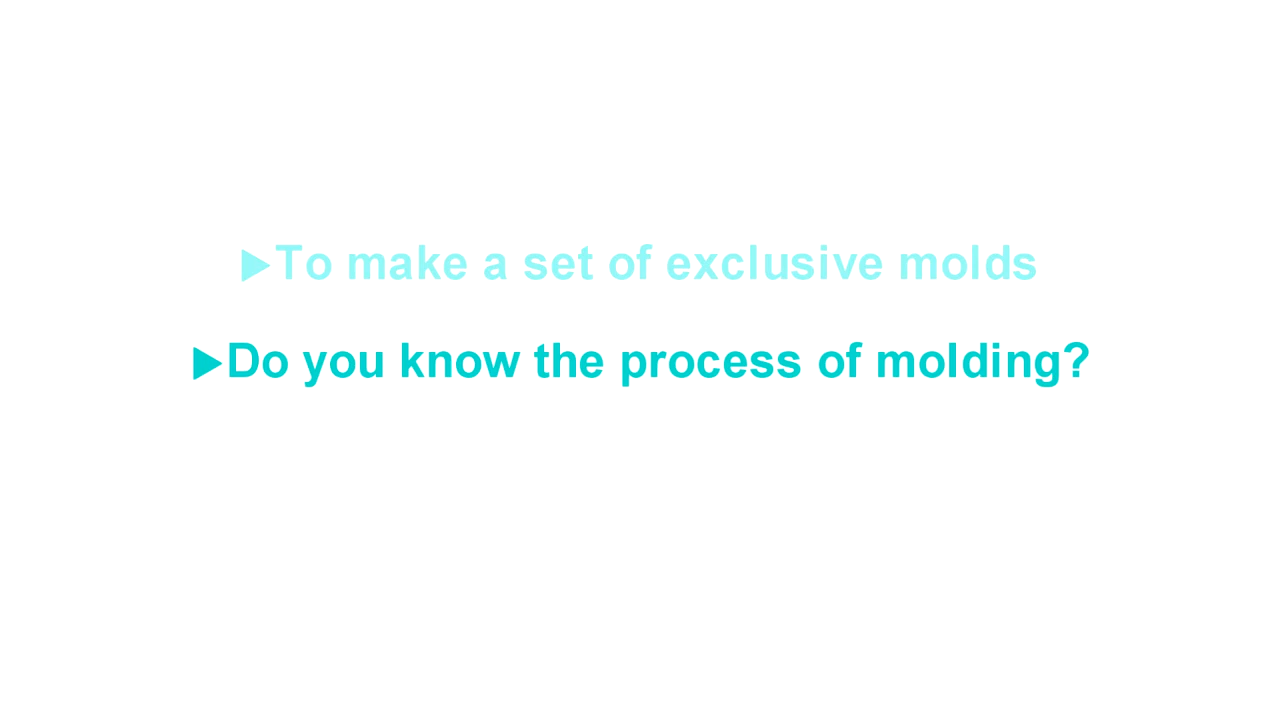 ▶To make a set of exclusive molds
▶Do you know the process of molding?